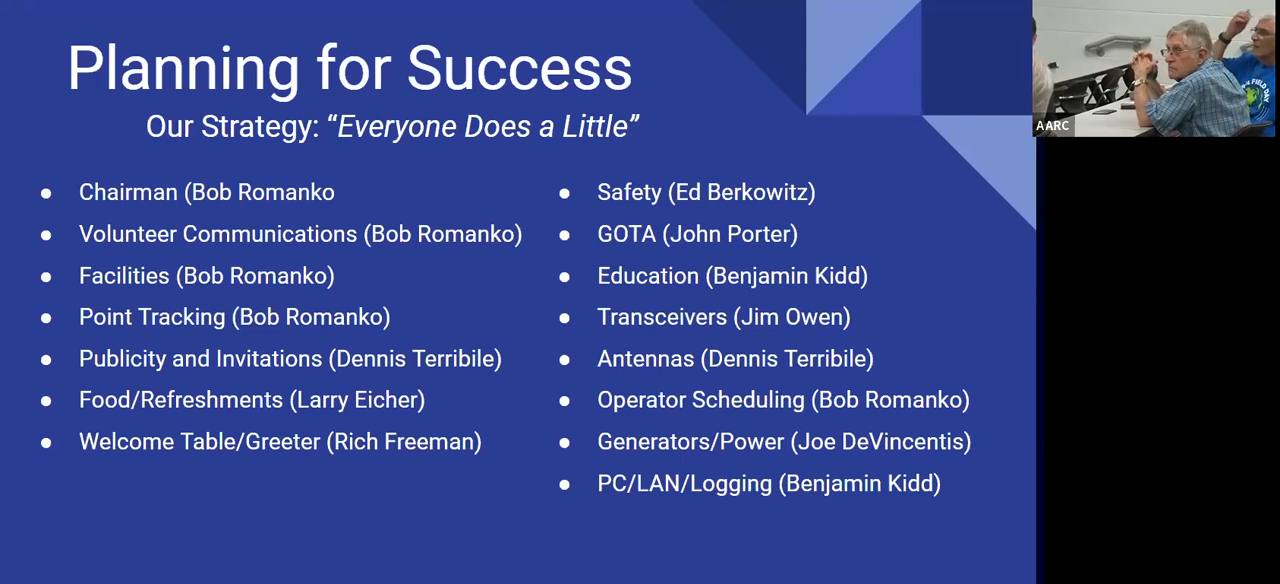 Planning for Success
Our Strategy: “Everyone Does a Little”
● Chairman (Bob Romanko
● Volunteer Communications (Bob Romanko)
● Facilities (Bob Romanko)
● Point Tracking (Bob Romanko)
● Publicity and Invitations (Dennis Terribile)
● Food/Refreshments (Larry Eicher)
● Welcome Table/Greeter (Rich Freeman)
● Safety (Ed Berkowitz)
● GOTA (John Porter)
● Education (Benjamin Kidd)
● Transceivers (Jim Owen)
● Antennas (Dennis Terribile)
● Operator Scheduling (Bob Romanko)
● Generators/Power (Joe DeVincentis)
● PC/LAN/Logging (Benjamin Kidd)
AARC
FIELD DAY